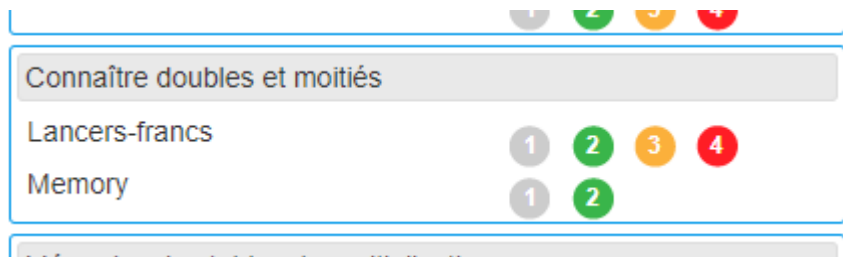 1 2 3 4
Connaître doubles et moitiés
Lancers-francs 1 2 3 4
Memory 1 2